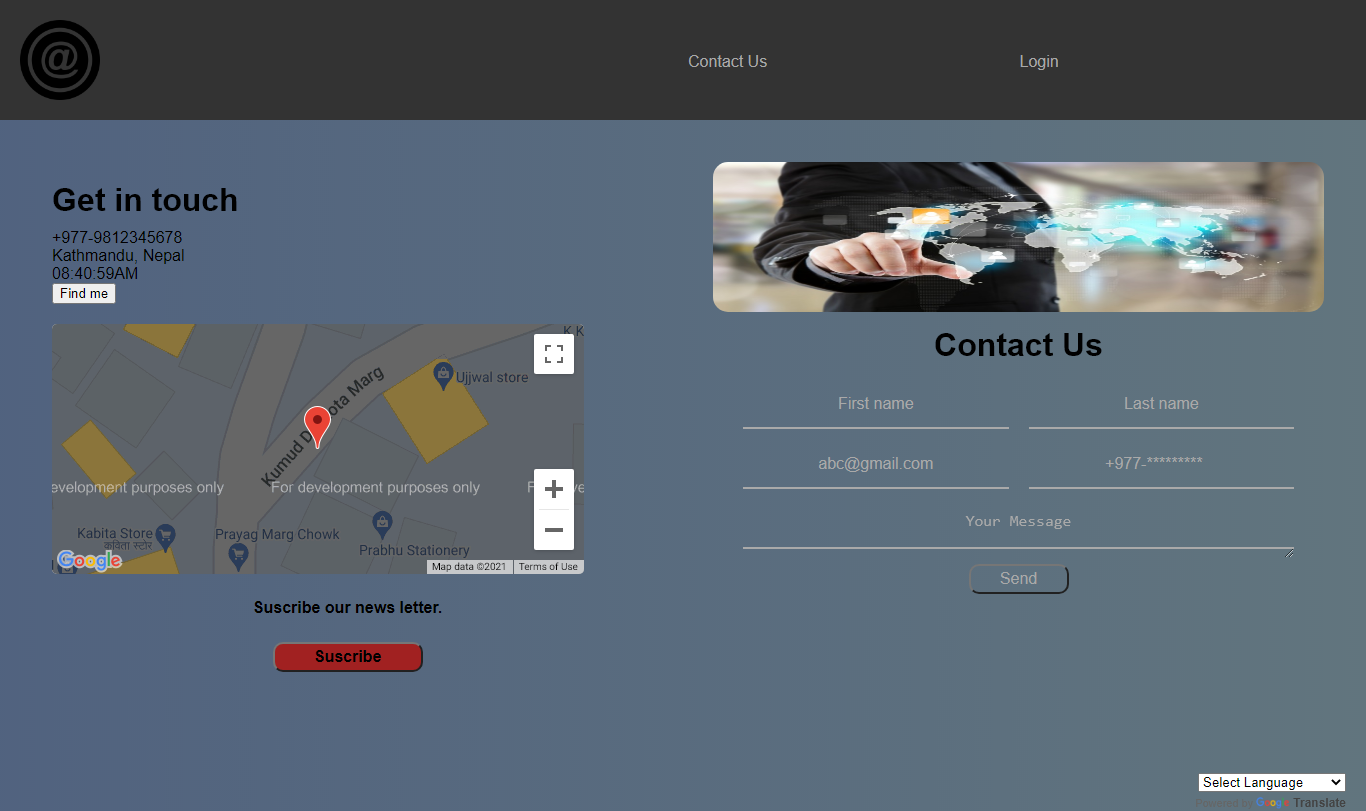 @
Contact Us
Login
Get in touch
+977-9812345678
Kathmandu, Nepal
08:40:59AM
Find me
K K
Ujjwal store
Kumud D ota Marg
evelopment purposes only
For development purposes only
F ve
Kabita Store
कविता स्टोर
Prayag Marg Chowk
Prabhu Stationery
Google
Map data ©2021
Terms of Use
Suscribe our news letter.
Suscribe
Contact Us
First name
Last name
abc@gmail.com
+977-*********
Your Message
Send
Select Language
Powered by Google Translate